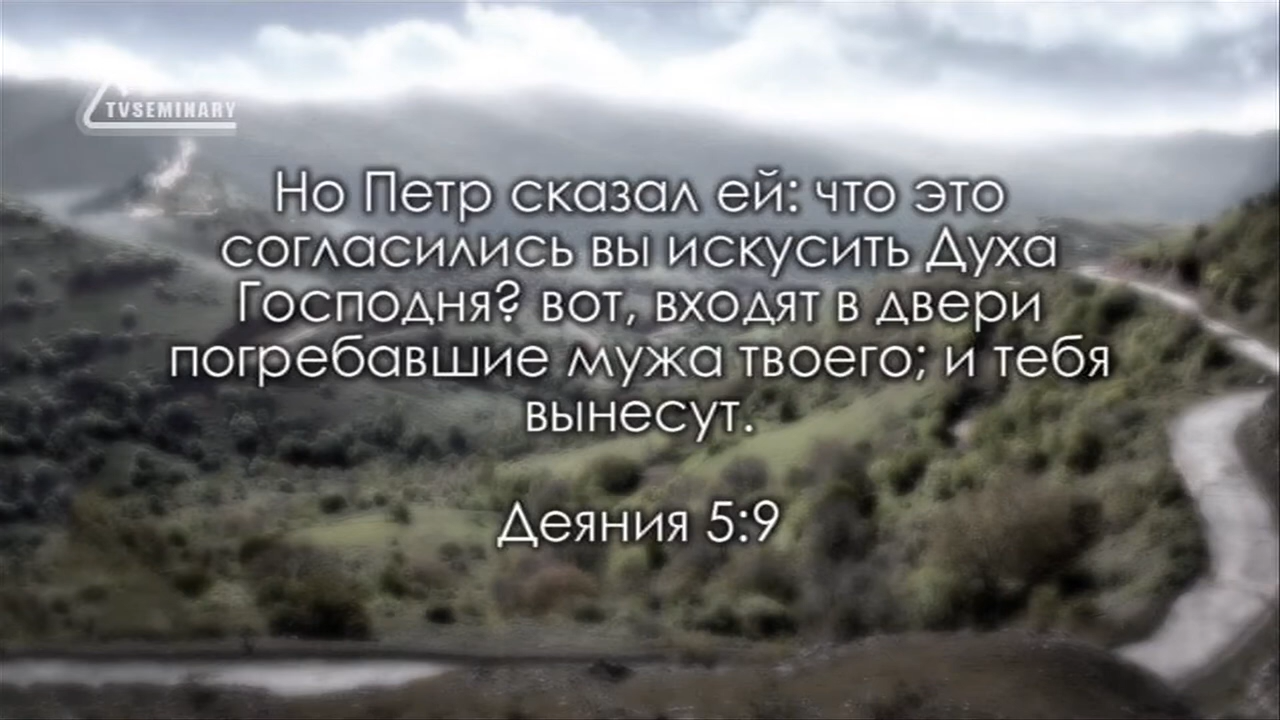 TVSEMINARY
Но Петр сказал ей: что это
согласились вы искусить Духа
Господня? вот, входят в двери
погребавшие мужа твоего; и тебя
вынесут.
Деяния 5:9